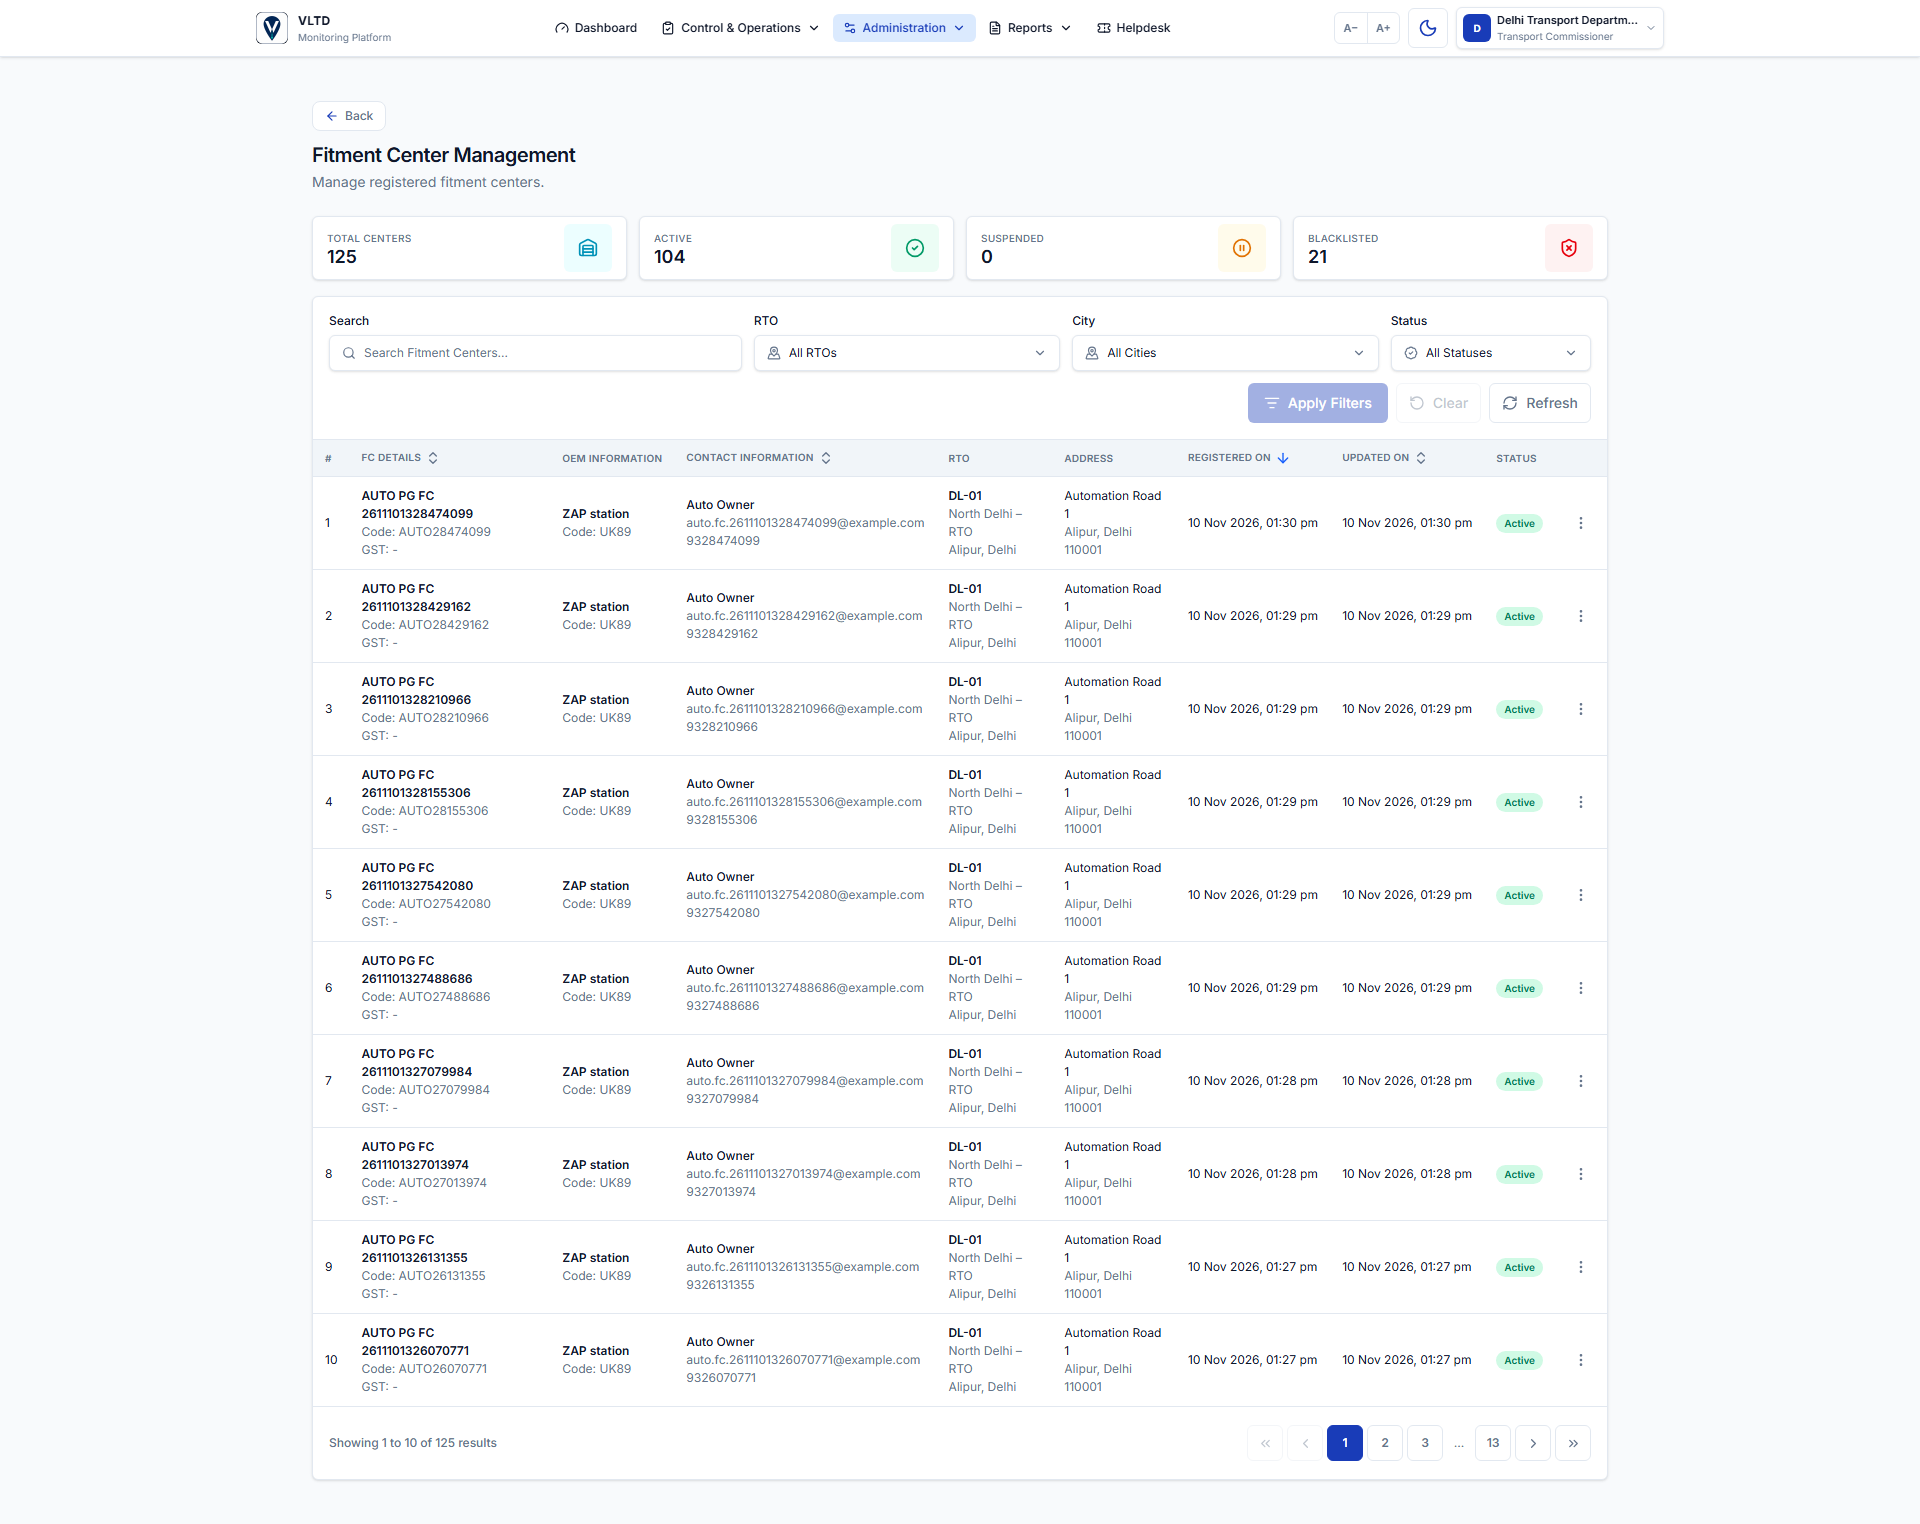 VLTD
Monitoring Platform
Dashboard
Control & Operations
Administration
Reports
Helpdesk
A−
A+
D
Delhi Transport Departm...
Transport Commissioner
Back
Fitment Center Management
Manage registered fitment centers.
TOTAL CENTERS
125
ACTIVE
104
SUSPENDED
0
BLACKLISTED
21
Search
Search Fitment Centers...
RTO
All RTOs
City
All Cities
Status
All Statuses
Apply Filters
Clear
Refresh
# FC DETAILS OEM INFORMATION CONTACT INFORMATION RTO ADDRESS REGISTERED ON UPDATED ON STATUS
1
AUTO PG FC
2611101328474099
Code: AUTO28474099
GST: -
ZAP station
Code: UK89
Auto Owner
auto.fc.2611101328474099@example.com
9328474099
DL-01
North Delhi –
RTO
Alipur, Delhi
Automation Road
1
Alipur, Delhi
110001
10 Nov 2026, 01:30 pm
10 Nov 2026, 01:30 pm
Active
2
AUTO PG FC
2611101328429162
Code: AUTO28429162
GST: -
ZAP station
Code: UK89
Auto Owner
auto.fc.2611101328429162@example.com
9328429162
DL-01
North Delhi –
RTO
Alipur, Delhi
Automation Road
1
Alipur, Delhi
110001
10 Nov 2026, 01:29 pm
10 Nov 2026, 01:29 pm
Active
3
AUTO PG FC
2611101328210966
Code: AUTO28210966
GST: -
ZAP station
Code: UK89
Auto Owner
auto.fc.2611101328210966@example.com
9328210966
DL-01
North Delhi –
RTO
Alipur, Delhi
Automation Road
1
Alipur, Delhi
110001
10 Nov 2026, 01:29 pm
10 Nov 2026, 01:29 pm
Active
4
AUTO PG FC
2611101328155306
Code: AUTO28155306
GST: -
ZAP station
Code: UK89
Auto Owner
auto.fc.2611101328155306@example.com
9328155306
DL-01
North Delhi –
RTO
Alipur, Delhi
Automation Road
1
Alipur, Delhi
110001
10 Nov 2026, 01:29 pm
10 Nov 2026, 01:29 pm
Active
5
AUTO PG FC
2611101327542080
Code: AUTO27542080
GST: -
ZAP station
Code: UK89
Auto Owner
auto.fc.2611101327542080@example.com
9327542080
DL-01
North Delhi –
RTO
Alipur, Delhi
Automation Road
1
Alipur, Delhi
110001
10 Nov 2026, 01:29 pm
10 Nov 2026, 01:29 pm
Active
6
AUTO PG FC
2611101327488686
Code: AUTO27488686
GST: -
ZAP station
Code: UK89
Auto Owner
auto.fc.2611101327488686@example.com
9327488686
DL-01
North Delhi –
RTO
Alipur, Delhi
Automation Road
1
Alipur, Delhi
110001
10 Nov 2026, 01:29 pm
10 Nov 2026, 01:29 pm
Active
7
AUTO PG FC
2611101327079984
Code: AUTO27079984
GST: -
ZAP station
Code: UK89
Auto Owner
auto.fc.2611101327079984@example.com
9327079984
DL-01
North Delhi –
RTO
Alipur, Delhi
Automation Road
1
Alipur, Delhi
110001
10 Nov 2026, 01:28 pm
10 Nov 2026, 01:28 pm
Active
8
AUTO PG FC
2611101327013974
Code: AUTO27013974
GST: -
ZAP station
Code: UK89
Auto Owner
auto.fc.2611101327013974@example.com
9327013974
DL-01
North Delhi –
RTO
Alipur, Delhi
Automation Road
1
Alipur, Delhi
110001
10 Nov 2026, 01:28 pm
10 Nov 2026, 01:28 pm
Active
9
AUTO PG FC
2611101326131355
Code: AUTO26131355
GST: -
ZAP station
Code: UK89
Auto Owner
auto.fc.2611101326131355@example.com
9326131355
DL-01
North Delhi –
RTO
Alipur, Delhi
Automation Road
1
Alipur, Delhi
110001
10 Nov 2026, 01:27 pm
10 Nov 2026, 01:27 pm
Active
10
AUTO PG FC
2611101326070771
Code: AUTO26070771
GST: -
ZAP station
Code: UK89
Auto Owner
auto.fc.2611101326070771@example.com
9326070771
DL-01
North Delhi –
RTO
Alipur, Delhi
Automation Road
1
Alipur, Delhi
110001
10 Nov 2026, 01:27 pm
10 Nov 2026, 01:27 pm
Active
Showing 1 to 10 of 125 results
« ‹ 1 2 3 ... 13 › »